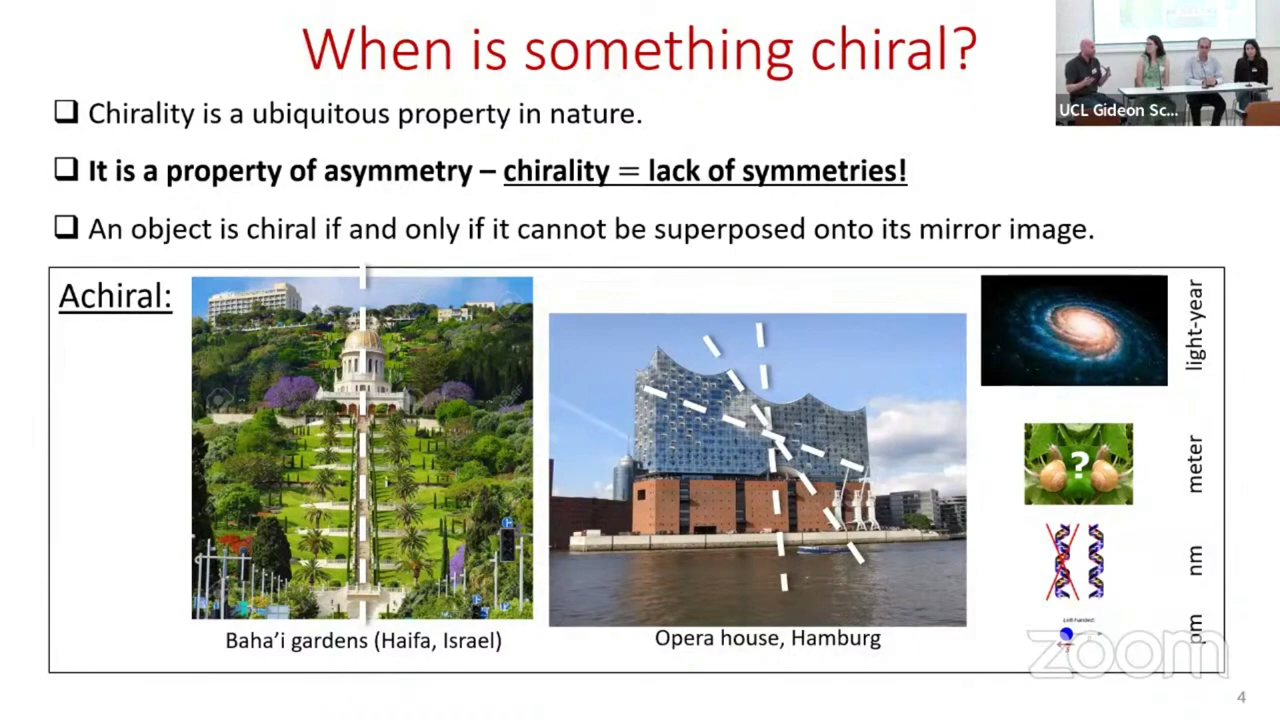 When is something chiral?
UCL Gideon Sc...
❑ Chirality is a ubiquitous property in nature.
❑ It is a property of asymmetry – chirality = lack of symmetries!
❑ An object is chiral if and only if it cannot be superposed onto its mirror image.
Achiral:
light-year
?
meter
nm
Left-handed:
pm
Baha’i gardens (Haifa, Israel)
Opera house, Hamburg
zoom
4